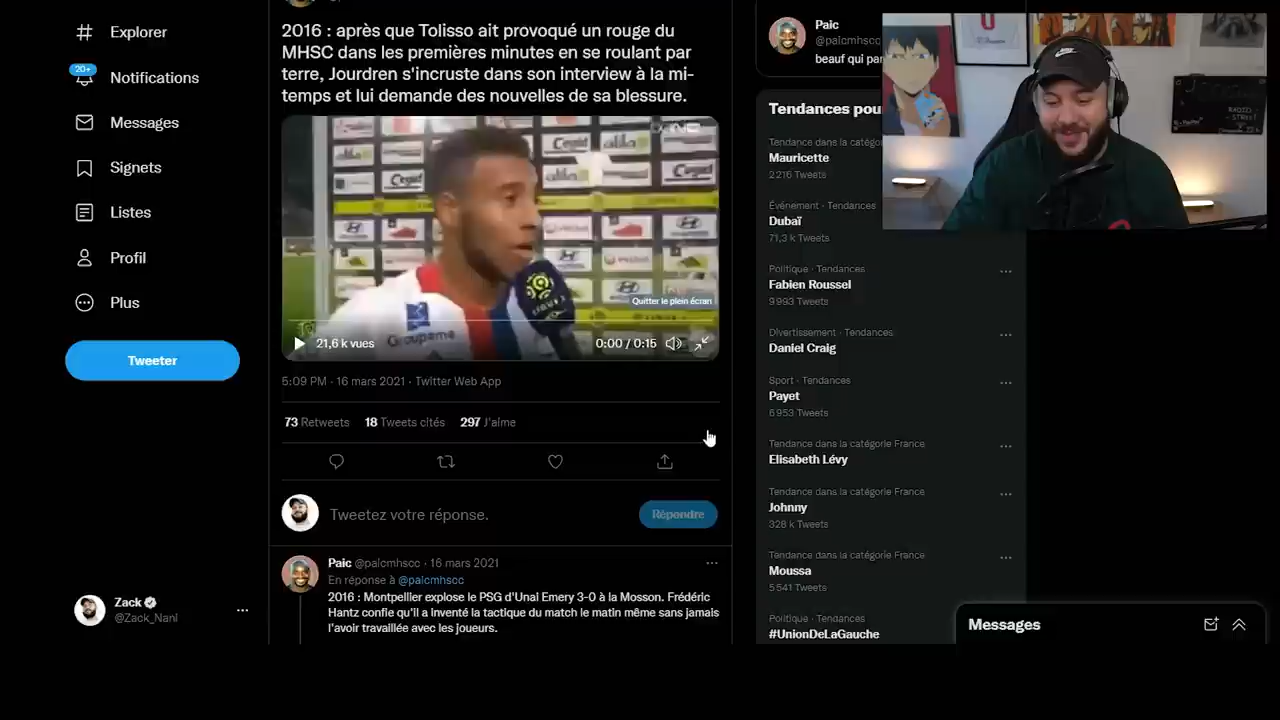 Explorer
20+
Notifications
Messages
Signets
Listes
Profil
Plus
Tweeter
Zack
@Zack_Nani
2016 : après que Tolisso ait provoqué un rouge du
MHSC dans les premières minutes en se roulant par
terre, Jourdren s'incruste dans son interview à la mi-
temps et lui demande des nouvelles de sa blessure.
Groupama
Quitter le plein écran
21,6 k vues
0:00 / 0:15
5:09 PM · 16 mars 2021 · Twitter Web App
73 Retweets 18 Tweets cités 297 J'aime
Tweetez votre réponse.
Répondre
Paic @paicmhscc · 16 mars 2021
En réponse à @paicmhscc
2016 : Montpellier explose le PSG d'Unai Emery 3-0 à la Mosson. Frédéric
Hantz confie qu'il a inventé la tactique du match le matin même sans jamais
l'avoir travaillée avec les joueurs.
Paic
@paicmhscc
beauf qui par
Tendances pou
Tendance dans la catégo
Mauricette
2 216 Tweets
Événement · Tendances
Dubaï
71,3 k Tweets
Politique · Tendances
Fabien Roussel
9 993 Tweets
Divertissement · Tendances
Daniel Craig
Sport · Tendances
Payet
6 953 Tweets
Tendance dans la catégorie France
Elisabeth Lévy
Tendance dans la catégorie France
Johnny
328 k Tweets
Tendance dans la catégorie France
Moussa
5 541 Tweets
Politique · Tendances
#UnionDeLaGauche
Messages